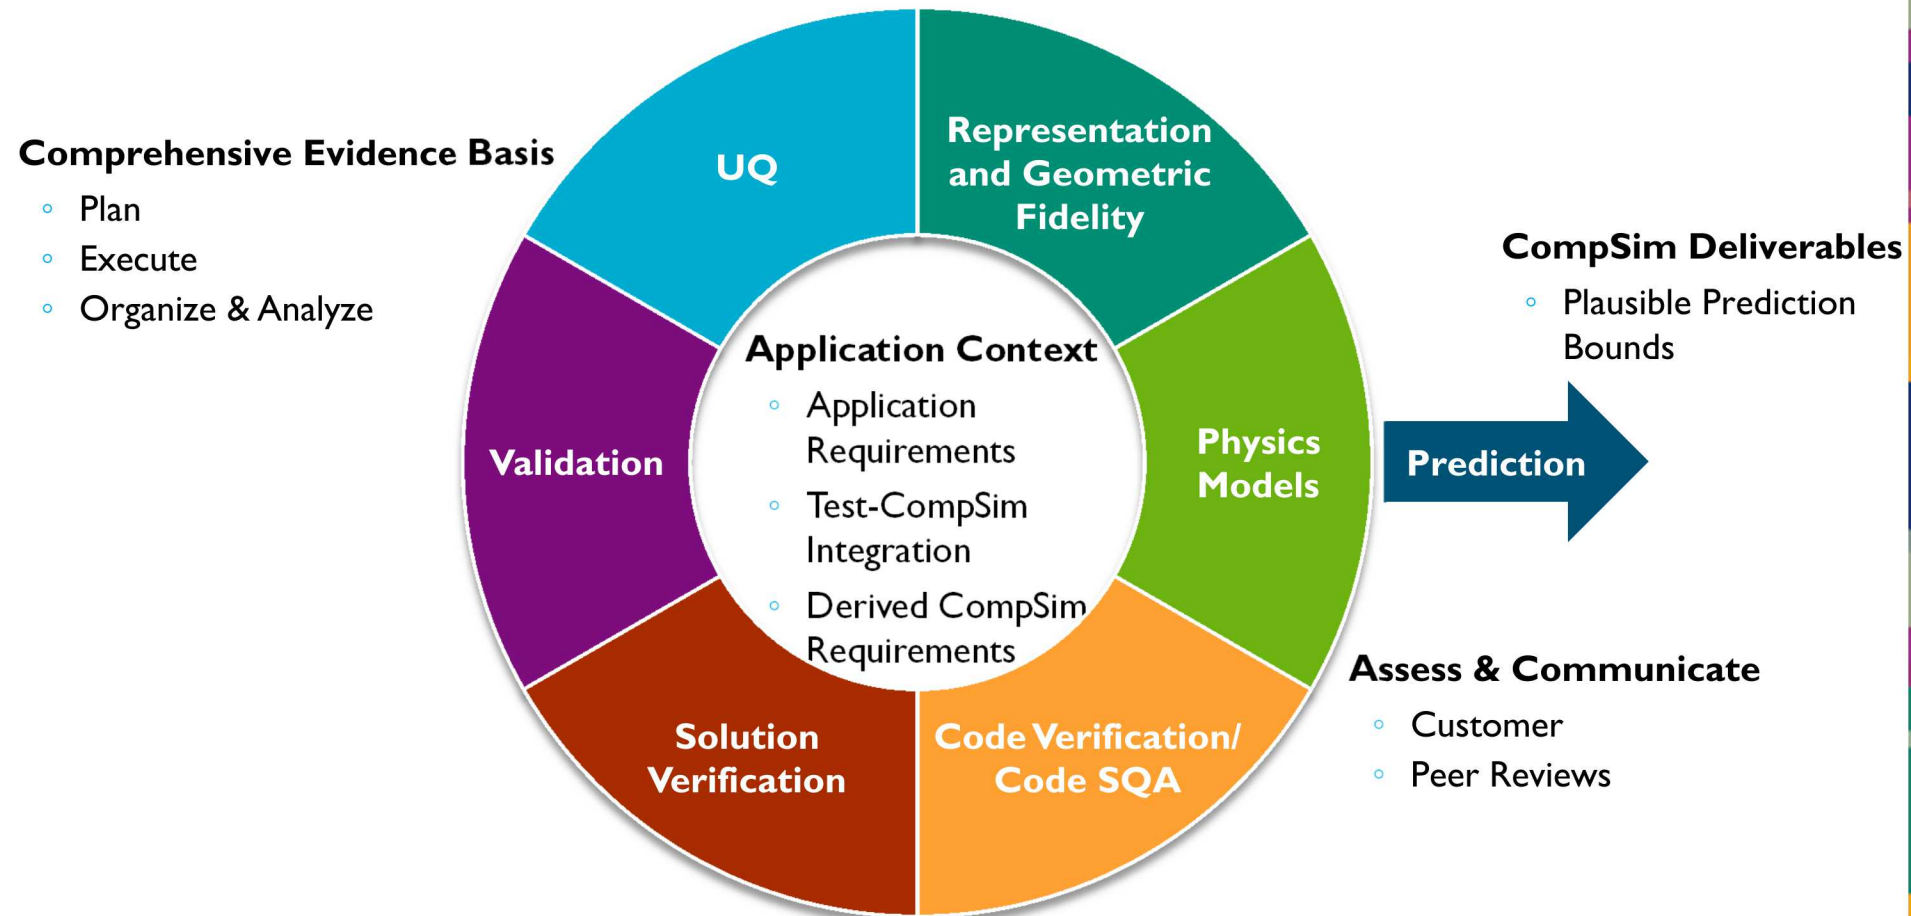 Comprehensive Evidence Basis
◦ Plan
◦ Execute
◦ Organize & Analyze
UQ
Representation
and Geometric
Fidelity
Physics
Models
Code Verification/
Code SQA
Solution
Verification
Validation
Application Context
◦ Application
Requirements
◦ Test-CompSim
Integration
◦ Derived CompSim
Requirements
CompSim Deliverables
◦ Plausible Prediction
Bounds
Prediction
Assess & Communicate
◦ Customer
◦ Peer Reviews